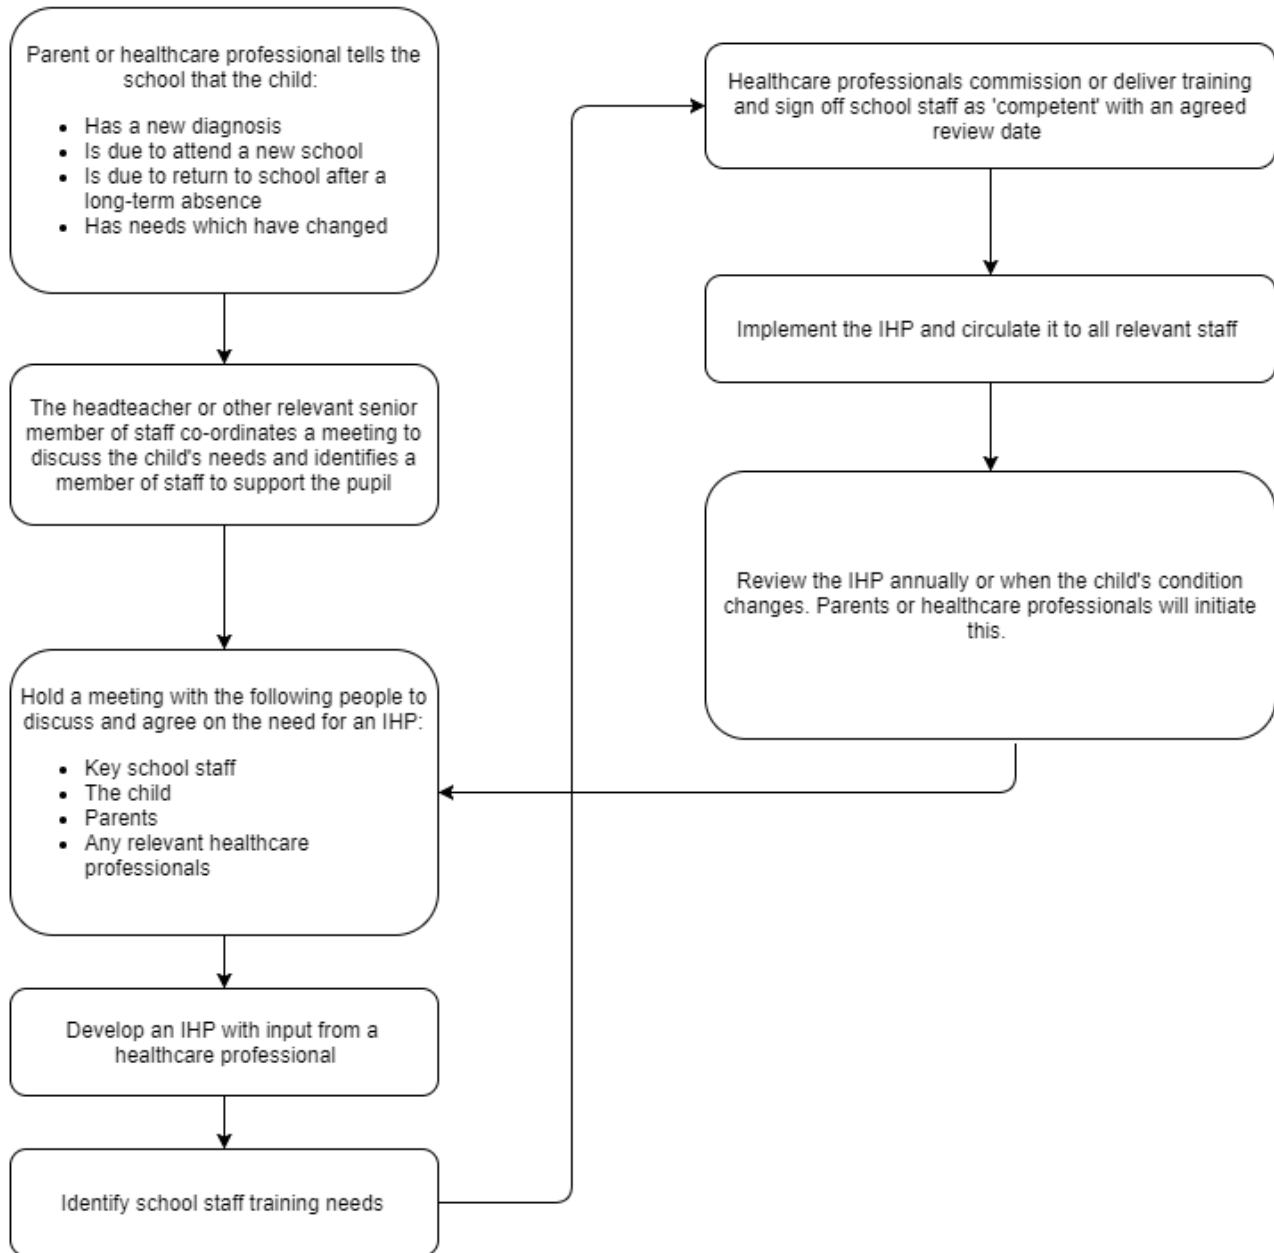 Parent or healthcare professional tells the
school that the child:
• Has a new diagnosis
• Is due to attend a new school
• Is due to return to school after a
long-term absence
• Has needs which have changed
The headteacher or other relevant senior
member of staff co-ordinates a meeting to
discuss the child's needs and identifies a
member of staff to support the pupil
Hold a meeting with the following people to
discuss and agree on the need for an IHP:
• Key school staff
• The child
• Parents
• Any relevant healthcare
professionals
Develop an IHP with input from a
healthcare professional
Identify school staff training needs
Healthcare professionals commission or deliver training
and sign off school staff as 'competent' with an agreed
review date
Implement the IHP and circulate it to all relevant staff
Review the IHP annually or when the child's condition
changes. Parents or healthcare professionals will initiate
this.